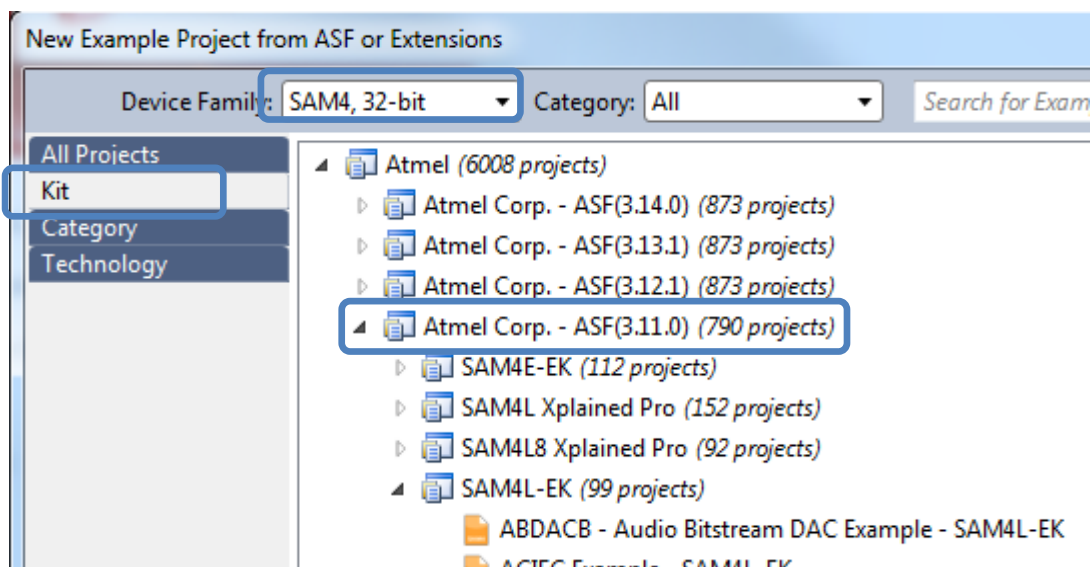 New Example Project from ASF or Extensions
Device Family: SAM4, 32-bit Category: All Search for Exam
All Projects
Kit
Category
Technology
Atmel (6008 projects)
Atmel Corp. - ASF(3.14.0) (873 projects)
Atmel Corp. - ASF(3.13.1) (873 projects)
Atmel Corp. - ASF(3.12.1) (873 projects)
Atmel Corp. - ASF(3.11.0) (790 projects)
SAM4E-EK (112 projects)
SAM4L Xplained Pro (152 projects)
SAM4L8 Xplained Pro (92 projects)
SAM4L-EK (99 projects)
ABDACB - Audio Bitstream DAC Example - SAM4L-EK
ACIFC Example - SAM4L-EK